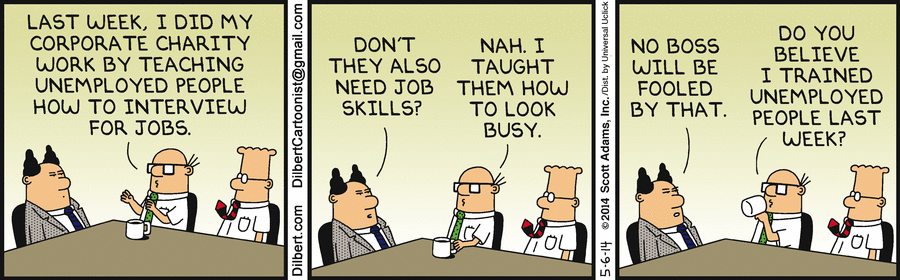 LAST WEEK, I DID MY
CORPORATE CHARITY
WORK BY TEACHING
UNEMPLOYED PEOPLE
HOW TO INTERVIEW
FOR JOBS.
Dilbert.com DilbertCartoonist@gmail.com
DON'T
THEY ALSO
NEED JOB
SKILLS?
NAH. I
TAUGHT
THEM HOW
TO LOOK
BUSY.
5-6-14 © 2014 Scott Adams, Inc. /Dist. by Universal Uclick
NO BOSS
WILL BE
FOOLED
BY THAT.
DO YOU
BELIEVE
I TRAINED
UNEMPLOYED
PEOPLE LAST
WEEK?